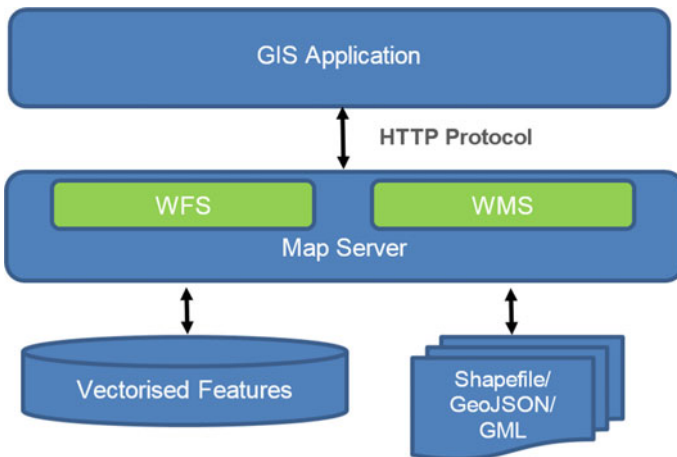 GIS Application
HTTP Protocol
WFS
WMS
Map Server
Vectorised Features
Shapefile/
GeoJSON/
GML